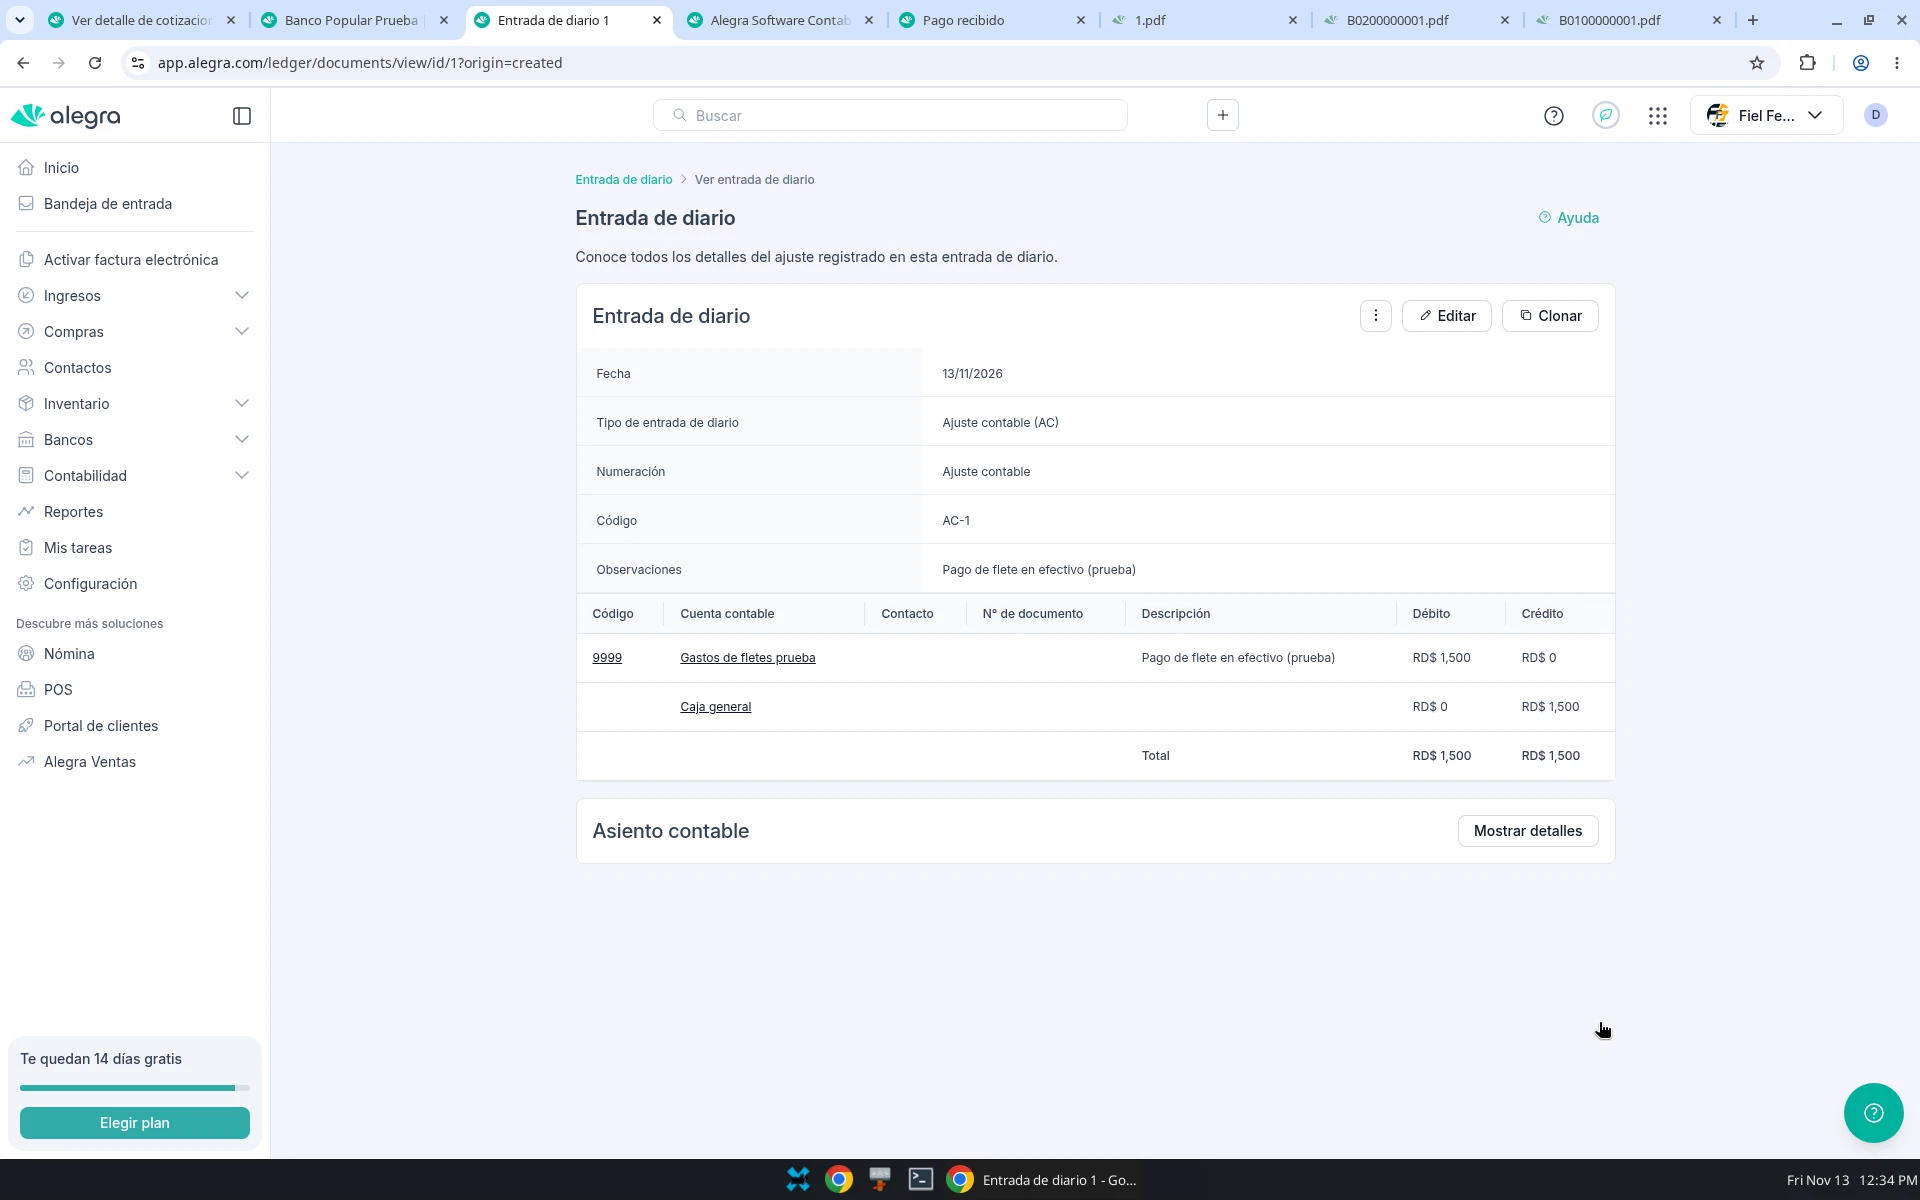 Ver detalle de cotizacion
Banco Popular Prueba
Entrada de diario 1
Alegra Software Contab
Pago recibido
1.pdf
B0200000001.pdf
B0100000001.pdf
app.alegra.com/ledger/documents/view/id/1?origin=created
alegra
Buscar
Fiel Fe...
D
Inicio
Bandeja de entrada
Activar factura electrónica
Ingresos
Compras
Contactos
Inventario
Bancos
Contabilidad
Reportes
Mis tareas
Configuración
Descubre más soluciones
Nómina
POS
Portal de clientes
Alegra Ventas
Te quedan 14 días gratis
Elegir plan
Entrada de diario > Ver entrada de diario
Entrada de diario
Ayuda
Conoce todos los detalles del ajuste registrado en esta entrada de diario.
Entrada de diario
Editar
Clonar
Fecha 13/11/2026
Tipo de entrada de diario Ajuste contable (AC)
Numeración Ajuste contable
Código AC-1
Observaciones Pago de flete en efectivo (prueba)
Código Cuenta contable Contacto N° de documento Descripción Débito Crédito
9999 Gastos de fletes prueba Pago de flete en efectivo (prueba) RD$ 1,500 RD$ 0
Caja general RD$ 0 RD$ 1,500
Total RD$ 1,500 RD$ 1,500
Asiento contable
Mostrar detalles
Entrada de diario 1 - Go...
Fri Nov 13 12:34 PM